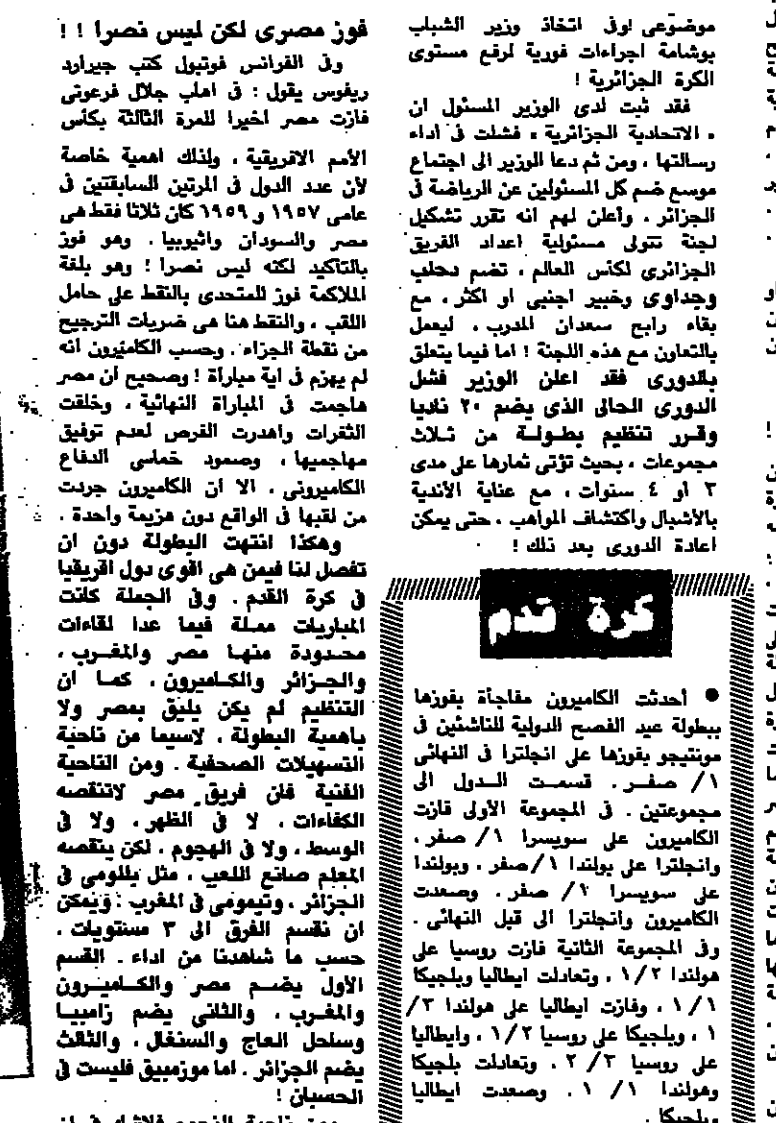 موضوعى اوفى اتخاذ وزير الشباب
بوشامة اجراءات فورية لرفع مستوى
الكرة الجزائرية !
فقد ثبت لدى الوزير المسئول ان
« الاتحادية الجزائرية » فشلت فى أداء
رسالتها ، ومن ثم دعا الوزير الى اجتماع
موسع ضم كل المسئولين عن الرياضة فى
الجزائر . وأعلن لهم انه تقرر تشكيل
لجنة تتولى مسئولية اعداد الفريق
الجزائرى لكأس العالم ، تضم دحلب
وجداوى وخبير اجنبى او اكثر ، مع
بقاء رابح سعدان المدرب ، ليعمل
بالتعاون مع هذه اللجنة ! اما فيما يتعلق
بالدورى فقد اعلن الوزير فشل
الدورى الحالى الذى يضم ٢٠ ناديا
وقرر تنظيم بطولة من ثلاث
مجموعات ، بحيث تؤتى ثمارها على مدى
٣ أو ٤ سنوات ، مع عناية الأندية
بالأشبال واكتشاف المواهب ، حتى يمكن
اعادة الدورى بعد ذلك !
كرة قدم
● أحدثت الكاميرون مفاجأة بفوزها
ببطولة عيد الفصح الدولية للناشئين فى
مونتيجو بفوزها على انجلترا فى النهائى
١/ صفر . قسمت الدول الى
مجموعتين . فى المجموعة الأولى فازت
الكاميرون على سويسرا ١/ صفر ،
وانجلترا على بولندا ١/ صفر ، وبولندا
على سويسرا ١/ صفر . وصعدت
الكاميرون وانجلترا الى قبل النهائى .
وفى المجموعة الثانية فازت روسيا على
هولندا ١/٢ ، وتعادلت ايطاليا وبلجيكا
١/١ ، وفازت ايطاليا على هولندا ٣/
١ ، وبلجيكا على روسيا ١/٢ ، وايطاليا
على روسيا ٣/ ٢ . وتعادلت بلجيكا
وهولندا ١/ ١ . وصعدت ايطاليا
وبلجيكا .
فوز مصرى لكن ليس نصرا ! !
وفى الفرانس فوتبول كتب جيرارد
ريفوس يقول : فى اهاب جلال فرعونى
فازت مصر اخيرا للمرة الثالثة بكأس
الأمم الافريقية ، ولذلك اهمية خاصة
لأن عدد الدول فى المرتين السابقتين فى
عامى ١٩٥٧ و ١٩٥٩ كان ثلاثا فقط هى
مصر والسودان واثيوبيا . وهو فوز
بالتأكيد لكنه ليس نصرا ! وهو بلغة
الملاكمة فوز للمتحدى بالنقط على حامل
اللقب ، والنقط هنا هى ضربات الترجيح
من نقطة الجزاء . وحسب الكاميرون انه
لم يهزم فى اية مباراة ! وصحيح ان مصر
هاجمت فى المباراة النهائية ، وخلقت
الثغرات واهدرت الفرص لعدم توفيق
مهاجميها ، وصمود خماسى الدفاع
الكاميرونى . الا ان الكاميرون جردت
من لقبها فى الواقع دون هزيمة واحدة .
وهكذا انتهت البطولة دون ان
تفصل لنا فيمن هى اقوى دول افريقيا
فى كرة القدم . وفى الجملة كانت
المباريات مملة فيما عدا لقاءات
محدودة منها مصر والمغرب ،
والجزائر والكاميرون . كما ان
التنظيم لم يكن يليق بمصر ولا
باهمية البطولة ، لاسيما من ناحية
التسهيلات الصحفية . ومن الناحية
الفنية فان فريق مصر لاتنقصه
الكفاءات ، لا فى الظهر ، ولا فى
الوسط ، ولا فى الهجوم ، لكن ينقصه
المعلم صانع اللعب ، مثل بللومى فى
الجزائر ، وتيمومى فى المغرب . ويمكن
ان نقسم الفرق الى ٣ مستويات ،
حسب ما شاهدنا من اداء . القسم
الأول يضم مصر والكاميرون
والمغرب ، والثانى يضم زامبيا
وساحل العاج والسنغال ، والثالث
يضم الجزائر . اما موزمبيق فليست فى
الحسبان !